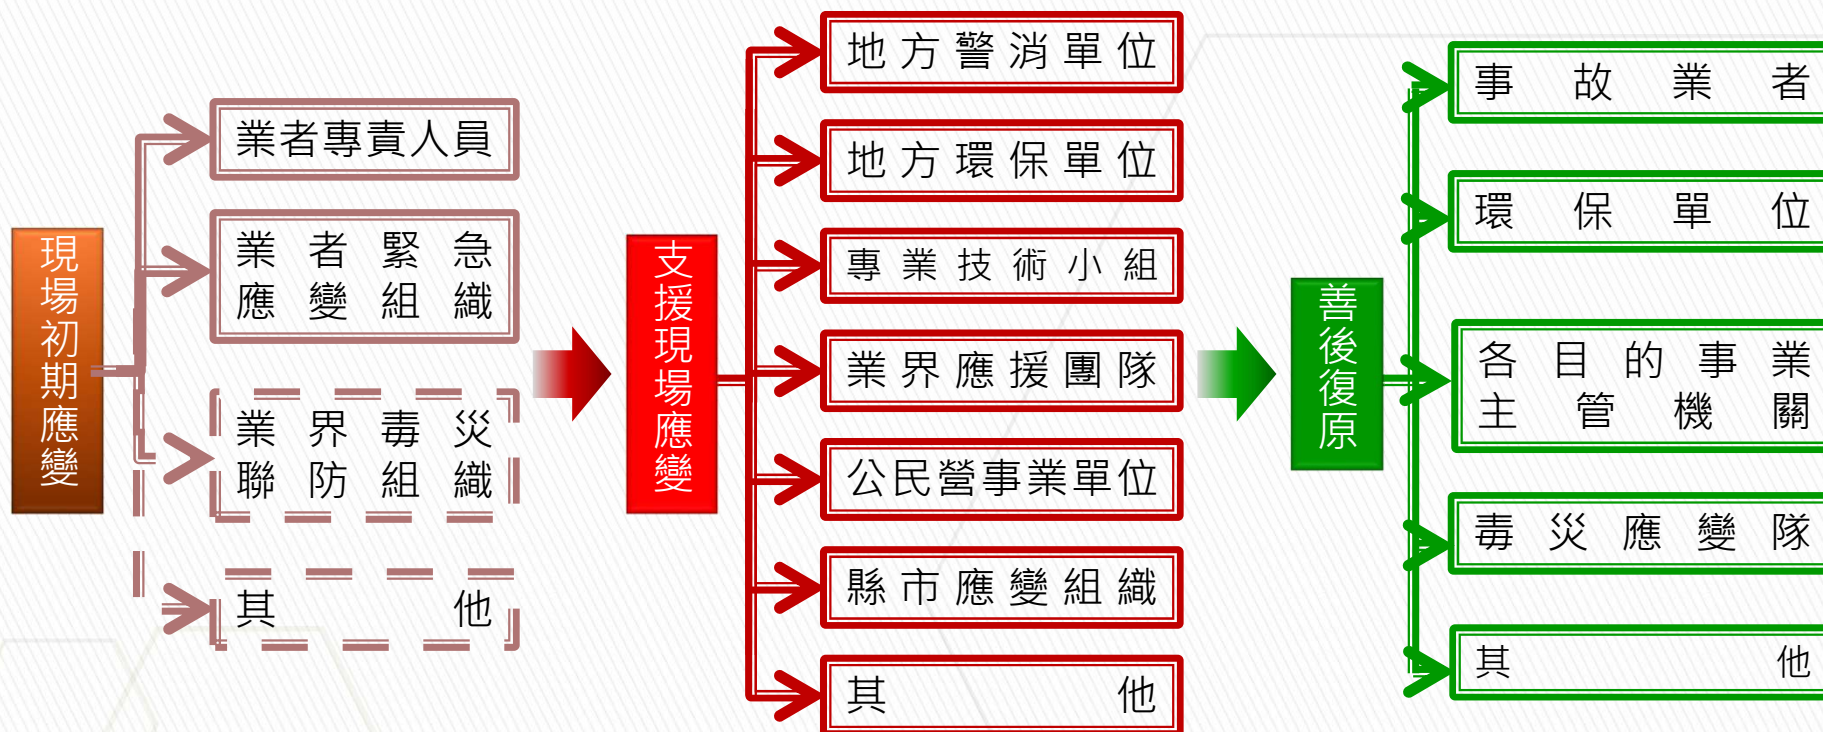 現場初期應變
業者專責人員
業者緊急
應變組織
業界毒災
聯防組織
其他
支援現場應變
地方警消單位
地方環保單位
專業技術小組
業界應援團隊
公民營事業單位
縣市應變組織
其他
善後復原
事故業者
環保單位
各目的事業
主管機關
毒災應變隊
其他